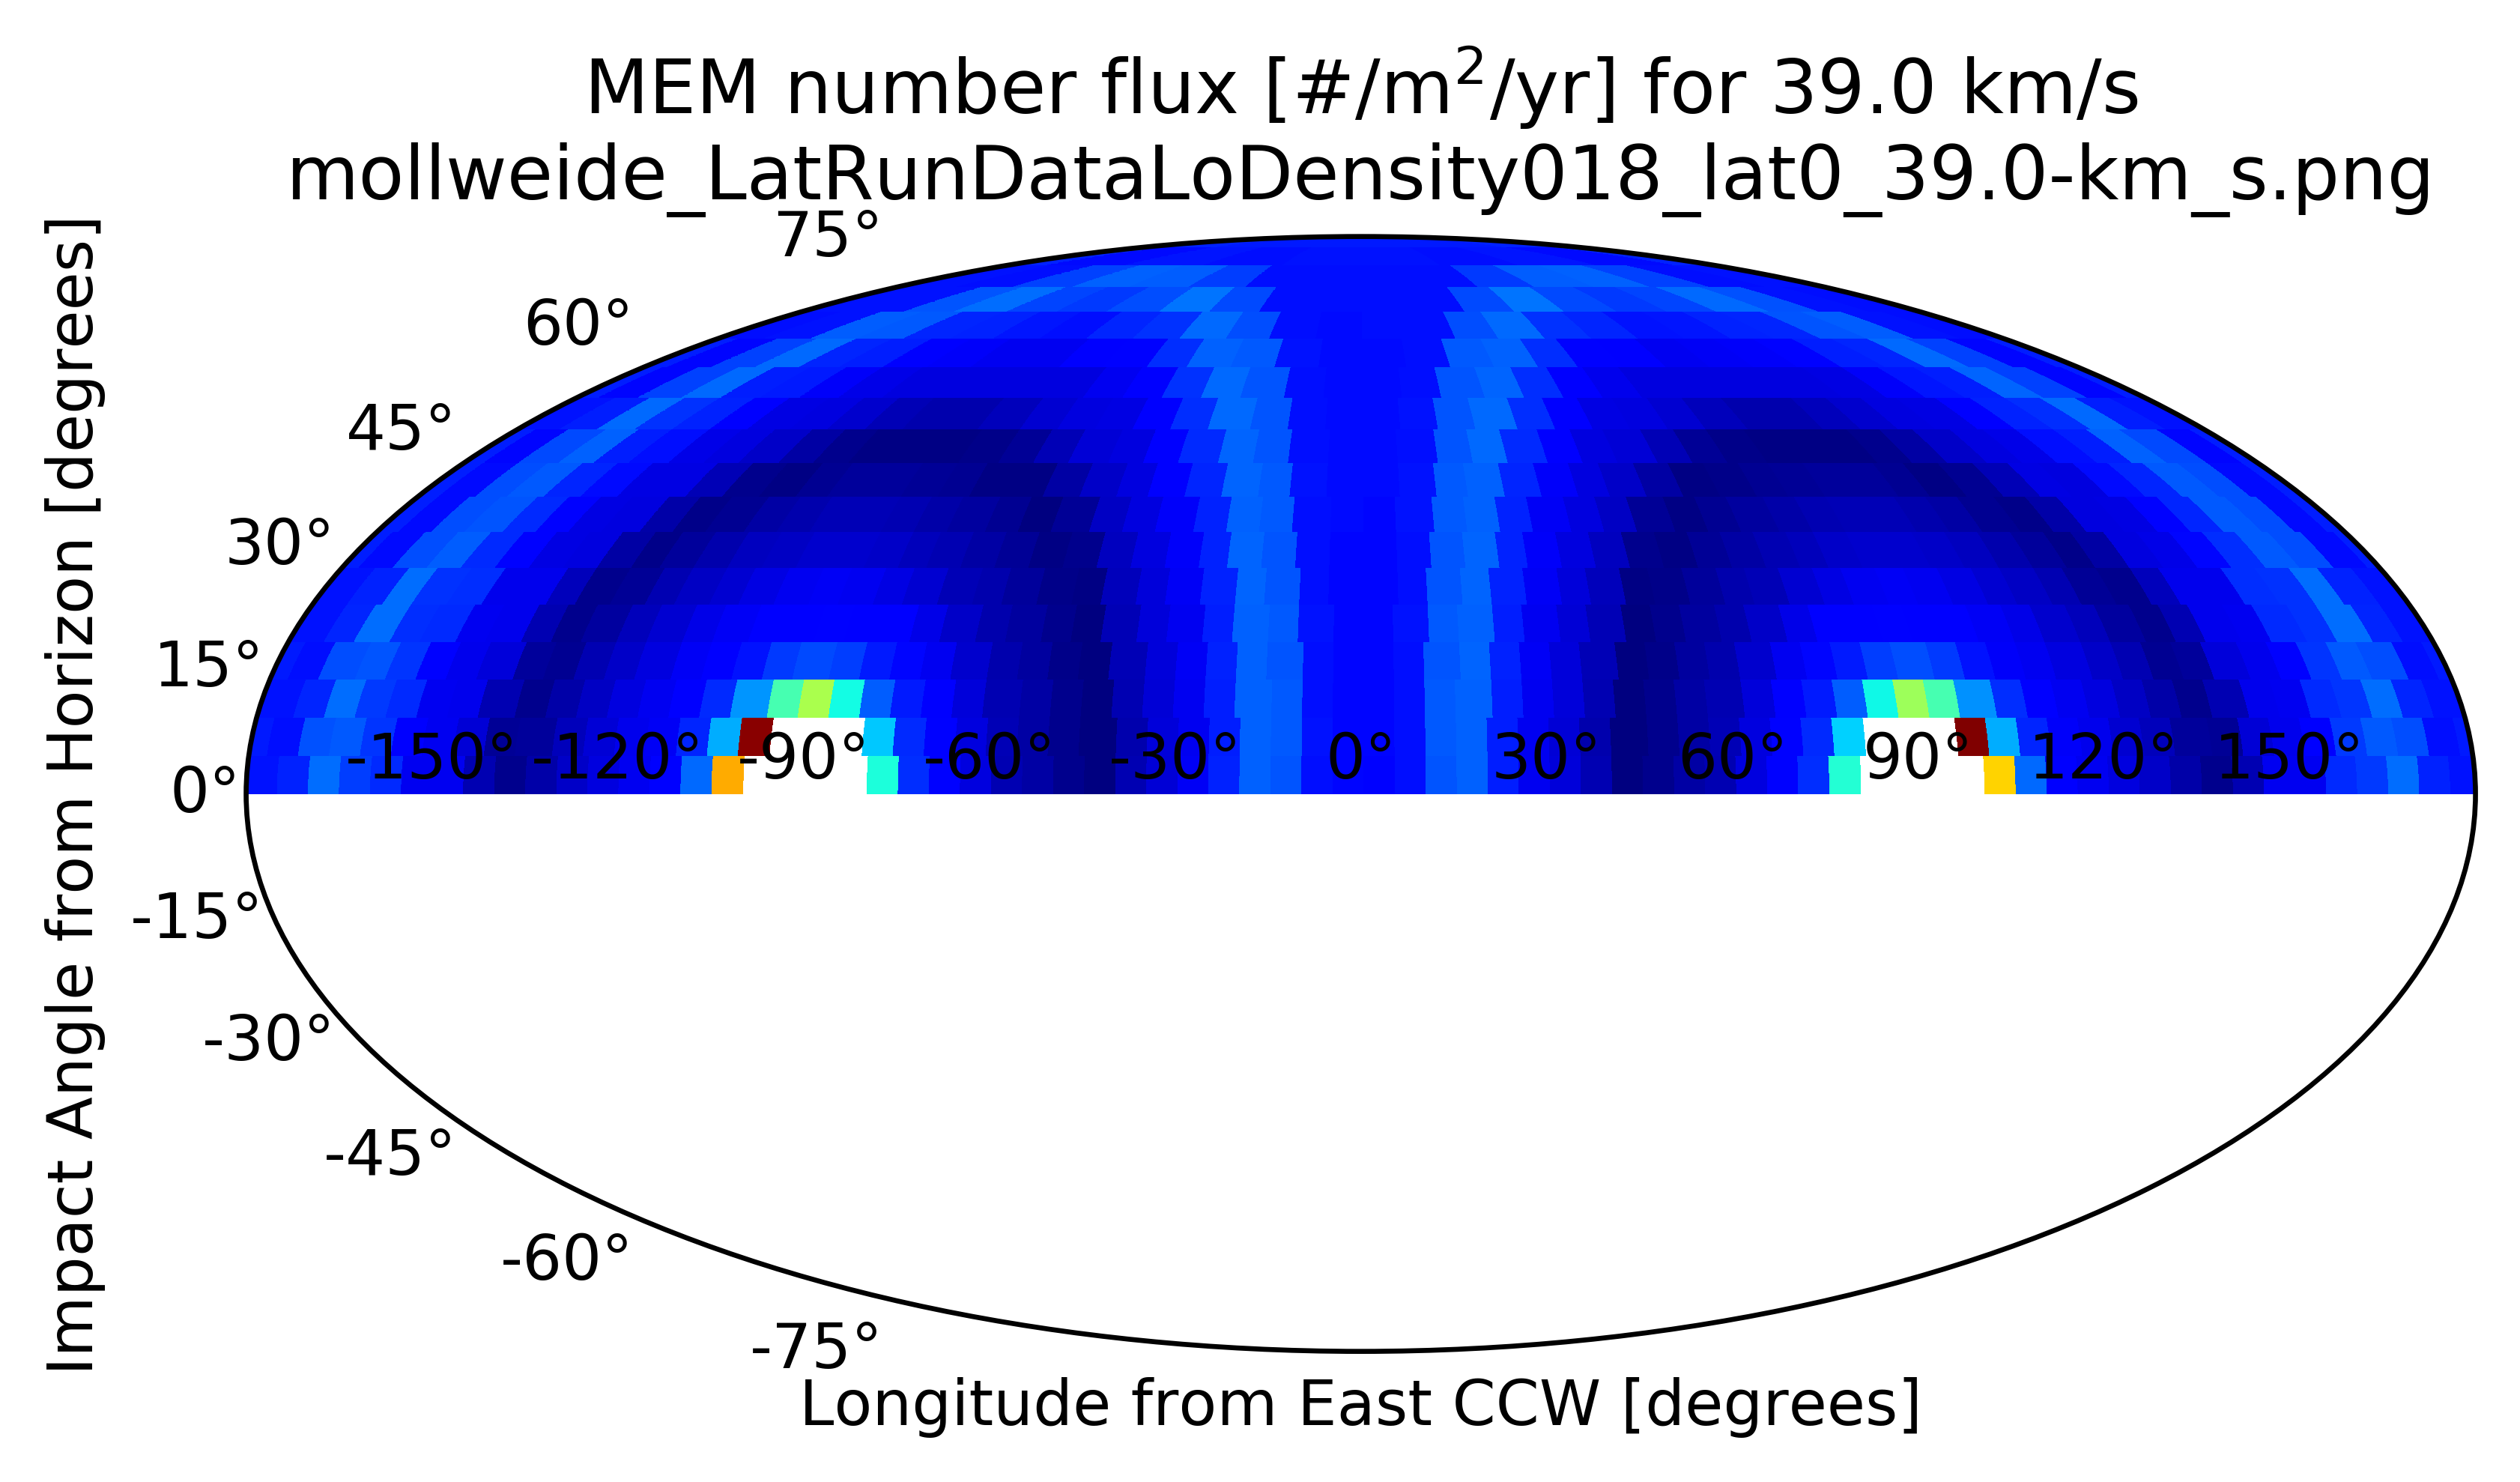 MEM number flux [#/m²/yr] for 39.0 km/s
mollweide_LatRunDataLoDensity018_lat0_39.0-km_s.png
75°
60°
45°
30°
15°
0°
-15°
-30°
-45°
-60°
-75°
-150° -120° -90° -60° -30° 0° 30° 60° 90° 120° 150°
Impact Angle from Horizon [degrees]
Longitude from East CCW [degrees]